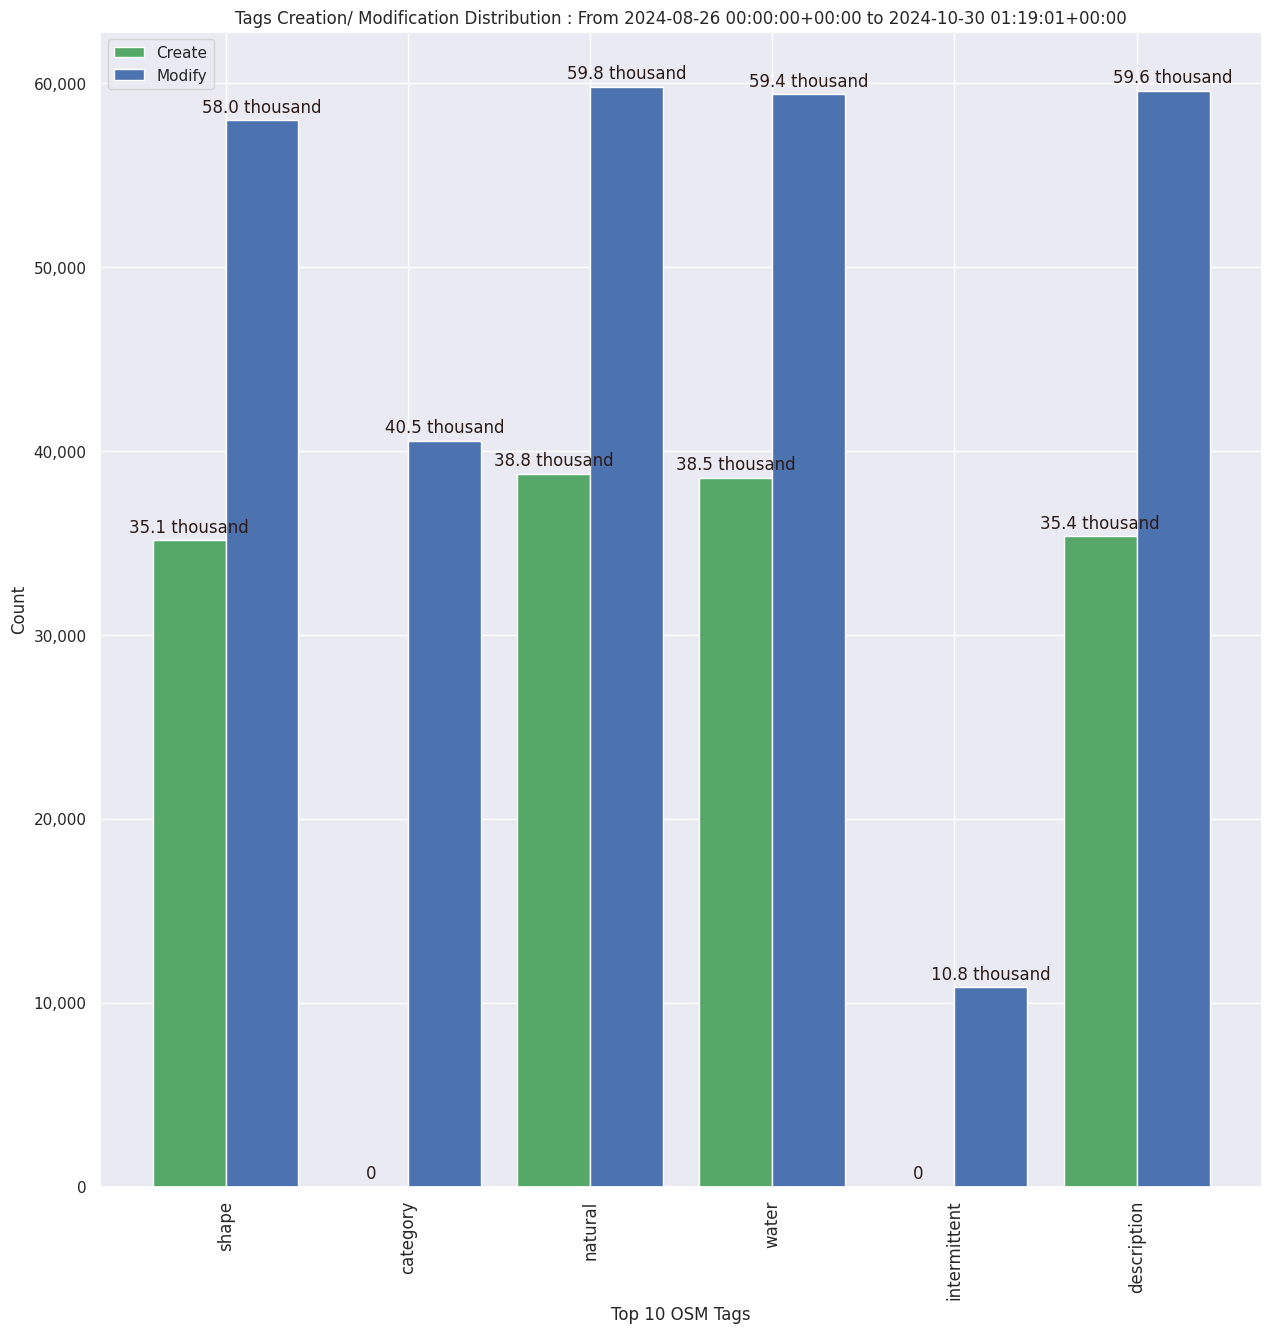 Tags Creation/ Modification Distribution : From 2024-08-26 00:00:00+00:00 to 2024-10-30 01:19:01+00:00
Create
Modify
60,000
50,000
40,000
30,000
20,000
10,000
0
Count
35.1 thousand
58.0 thousand
0
40.5 thousand
38.8 thousand
59.8 thousand
38.5 thousand
59.4 thousand
0
10.8 thousand
35.4 thousand
59.6 thousand
shape
category
natural
water
intermittent
description
Top 10 OSM Tags